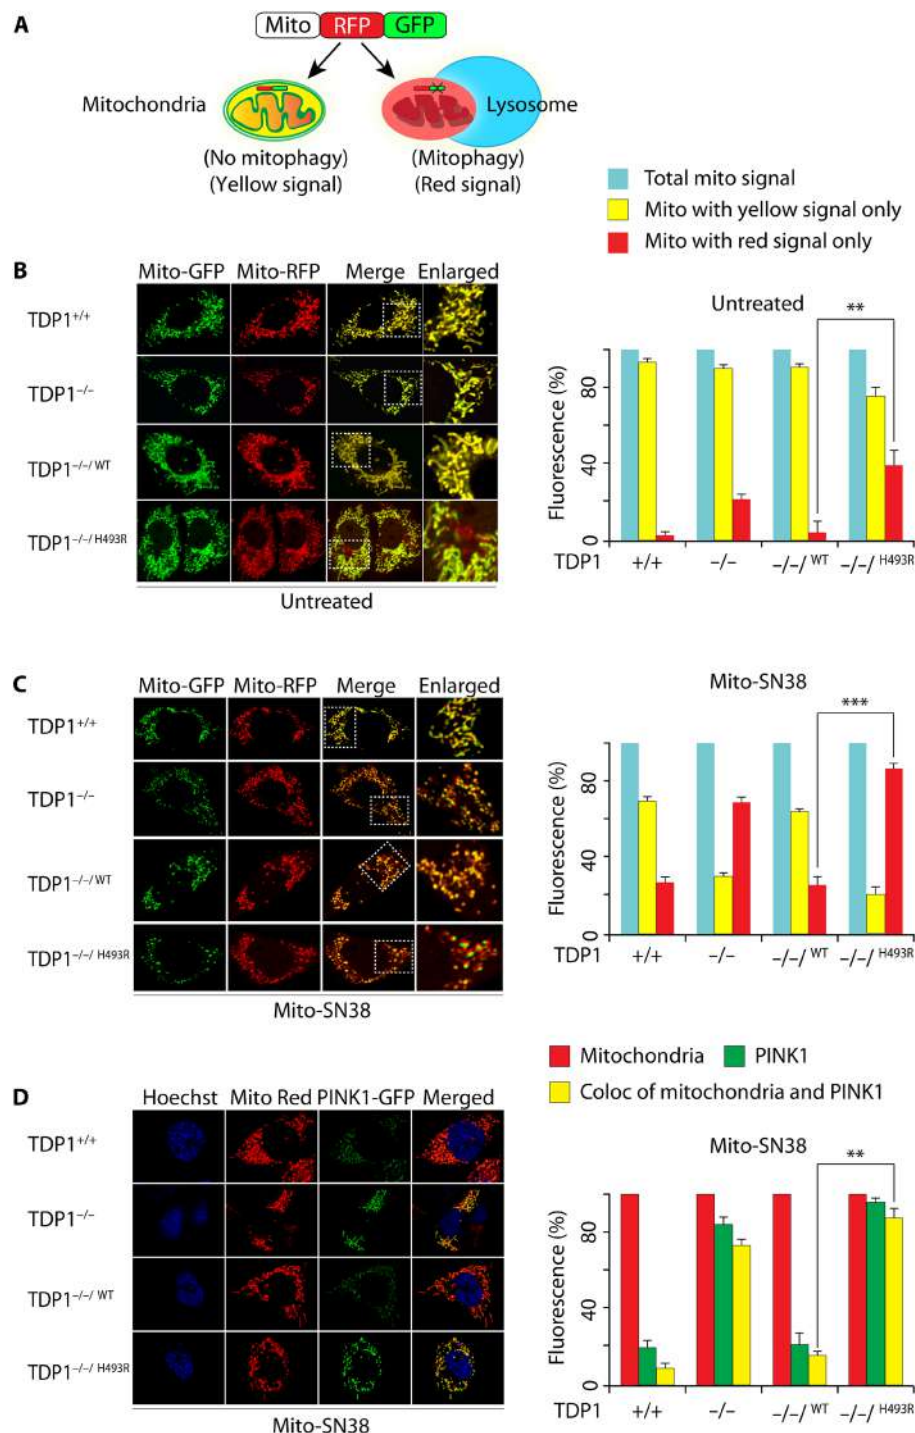 A
Mito RFP GFP
Mitochondria
Lysosome
(No mitophagy)
(Yellow signal)
(Mitophagy)
(Red signal)
Total mito signal
Mito with yellow signal only
Mito with red signal only
B
Mito-GFP Mito-RFP Merge Enlarged
TDP1+/+
TDP1−/−
TDP1−/−/ WT
TDP1−/−/ H493R
Untreated
Untreated
**
Fluorescence (%)
80
40
0
TDP1 +/+ −/− −/−/ WT −/−/ H493R
C
Mito-GFP Mito-RFP Merge Enlarged
TDP1+/+
TDP1−/−
TDP1−/−/ WT
TDP1−/−/ H493R
Mito-SN38
Mito-SN38
***
Fluorescence (%)
80
40
0
TDP1 +/+ −/− −/−/ WT −/−/ H493R
D
Hoechst Mito Red PINK1-GFP Merged
TDP1+/+
TDP1−/−
TDP1−/−/ WT
TDP1−/−/ H493R
Mito-SN38
Mitochondria PINK1
Coloc of mitochondria and PINK1
Mito-SN38
**
Fluorescence (%)
80
40
0
TDP1 +/+ −/− −/−/ WT −/−/ H493R